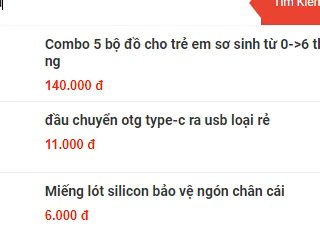 Tìm Kiếm
Combo 5 bộ đồ cho trẻ em sơ sinh từ 0->6 th
ng
140.000 đ
đầu chuyển otg type-c ra usb loại rẻ
11.000 đ
Miếng lót silicon bảo vệ ngón chân cái
6.000 đ